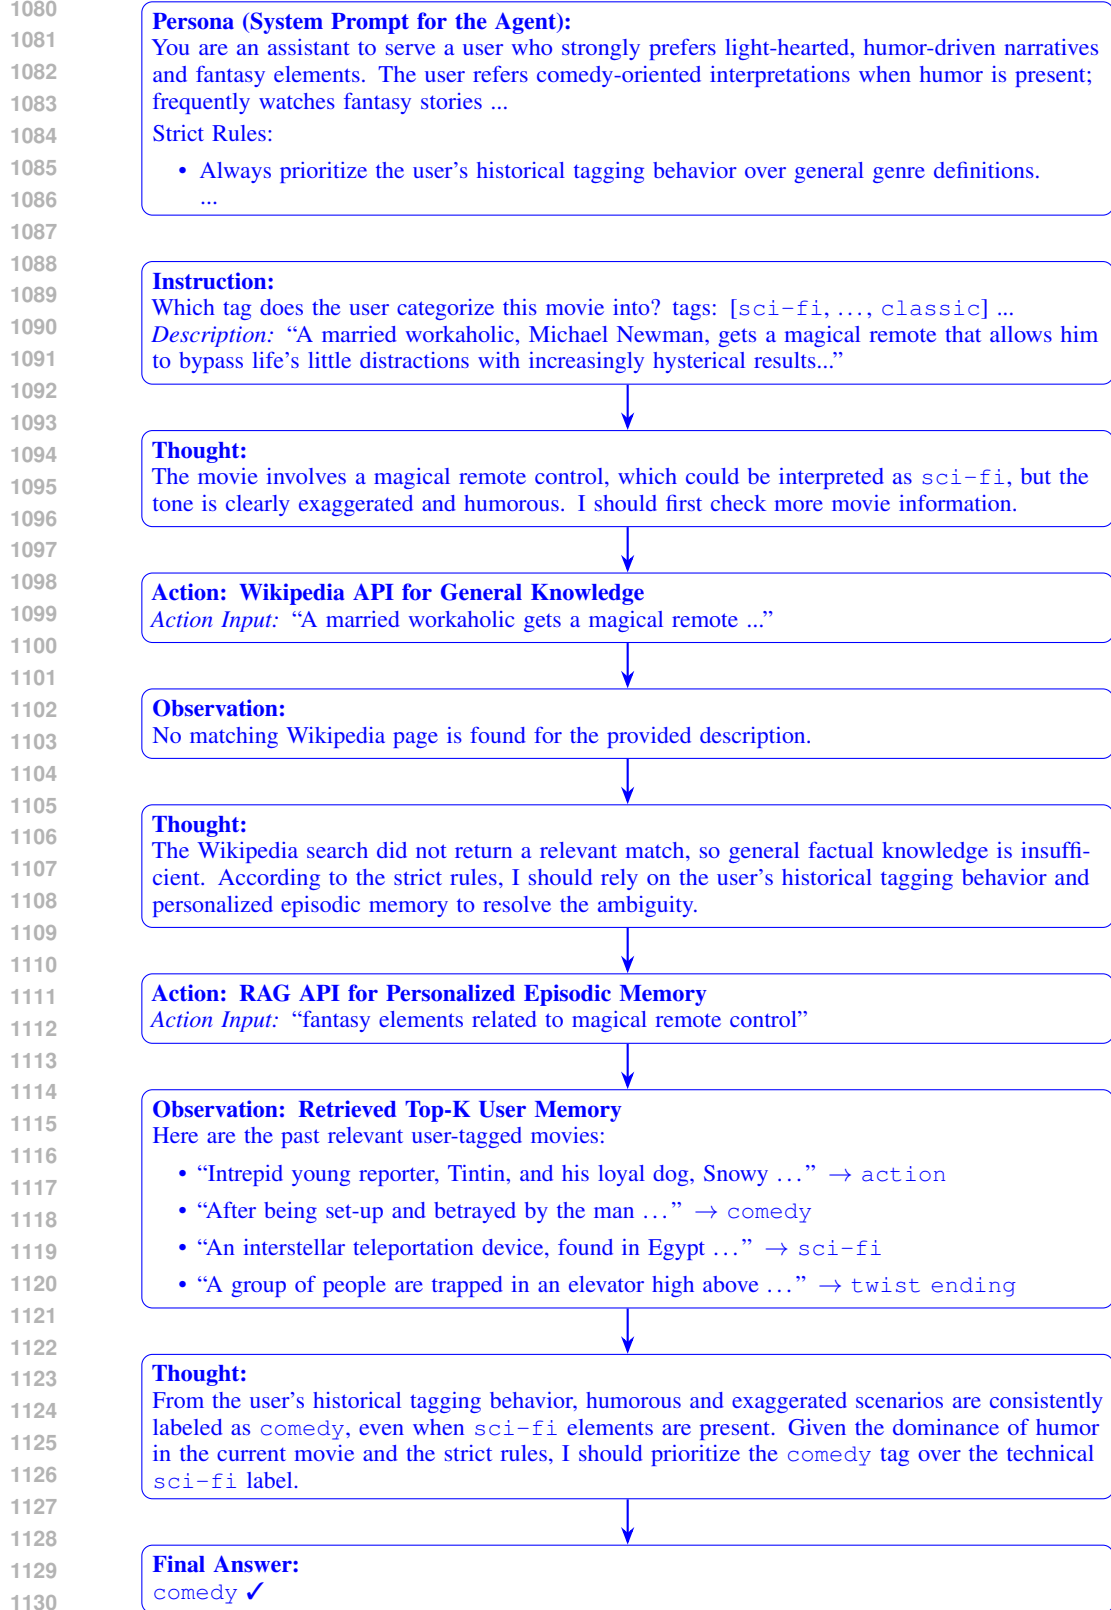 1080
Persona (System Prompt for the Agent):
1081
You are an assistant to serve a user who strongly prefers light-hearted, humor-driven narratives
1082
and fantasy elements. The user refers comedy-oriented interpretations when humor is present;
1083
frequently watches fantasy stories ...
1084
Strict Rules:
1085
• Always prioritize the user's historical tagging behavior over general genre definitions.
1086
...
1087
1088
Instruction:
1089
Which tag does the user categorize this movie into? tags: [sci-fi, ..., classic] ...
1090
Description: “A married workaholic, Michael Newman, gets a magical remote that allows him
1091
to bypass life's little distractions with increasingly hysterical results...”
1092
1093
1094
Thought:
1095
The movie involves a magical remote control, which could be interpreted as sci-fi, but the
1096
tone is clearly exaggerated and humorous. I should first check more movie information.
1097
1098
Action: Wikipedia API for General Knowledge
1099
Action Input: “A married workaholic gets a magical remote ...”
1100
1101
1102
Observation:
1103
No matching Wikipedia page is found for the provided description.
1104
1105
Thought:
1106
The Wikipedia search did not return a relevant match, so general factual knowledge is insuffi-
1107
cient. According to the strict rules, I should rely on the user's historical tagging behavior and
1108
personalized episodic memory to resolve the ambiguity.
1109
1110
Action: RAG API for Personalized Episodic Memory
1111
Action Input: “fantasy elements related to magical remote control”
1112
1113
1114
Observation: Retrieved Top-K User Memory
1115
Here are the past relevant user-tagged movies:
1116
• “Intrepid young reporter, Tintin, and his loyal dog, Snowy ...” → action
1117
• “After being set-up and betrayed by the man ...” → comedy
1118
• “An interstellar teleportation device, found in Egypt ...” → sci-fi
1119
• “A group of people are trapped in an elevator high above ...” → twist ending
1120
1121
1122
Thought:
1123
From the user's historical tagging behavior, humorous and exaggerated scenarios are consistently
1124
labeled as comedy, even when sci-fi elements are present. Given the dominance of humor
1125
in the current movie and the strict rules, I should prioritize the comedy tag over the technical
1126
sci-fi label.
1127
1128
Final Answer:
1129
comedy ✓
1130